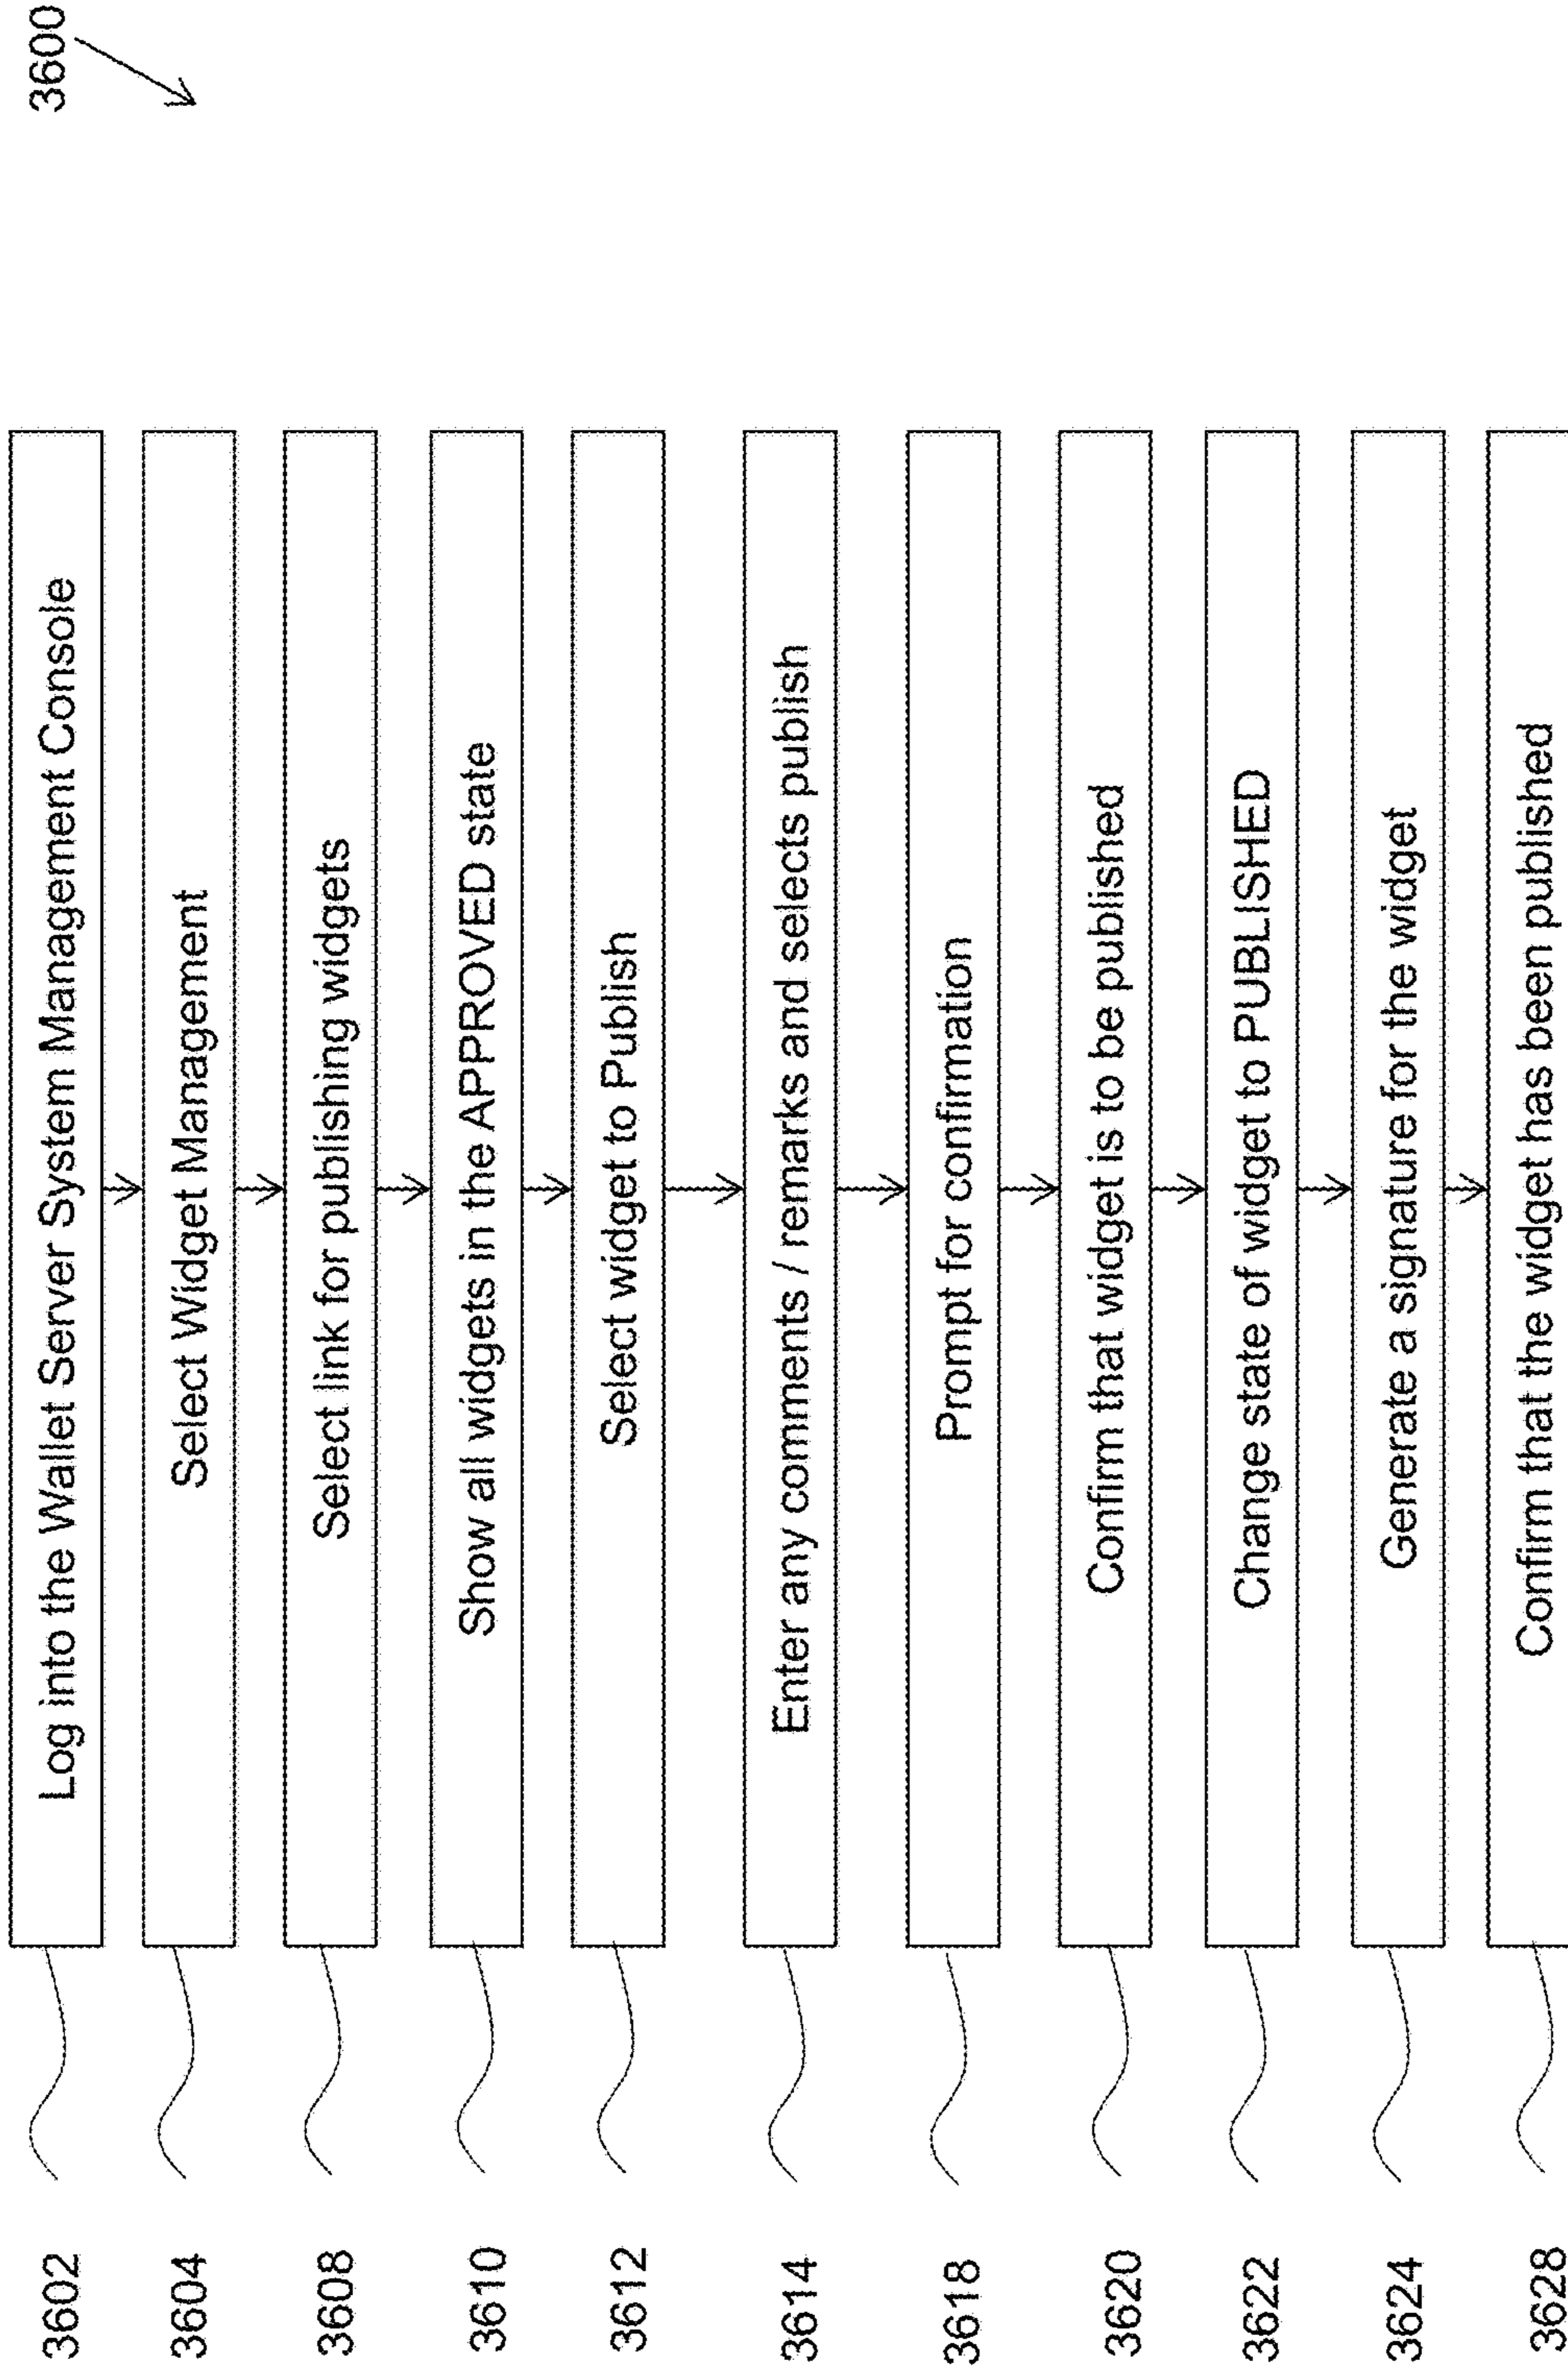 3600
3602
Log into the Wallet Server System Management Console
3604
Select Widget Management
3608
Select link for publishing widgets
3610
Show all widgets in the APPROVED state
3612
Select widget to Publish
3614
Enter any comments / remarks and selects publish
3618
Prompt for confirmation
3620
Confirm that widget is to be published
3622
Change state of widget to PUBLISHED
3624
Generate a signature for the widget
3628
Confirm that the widget has been published